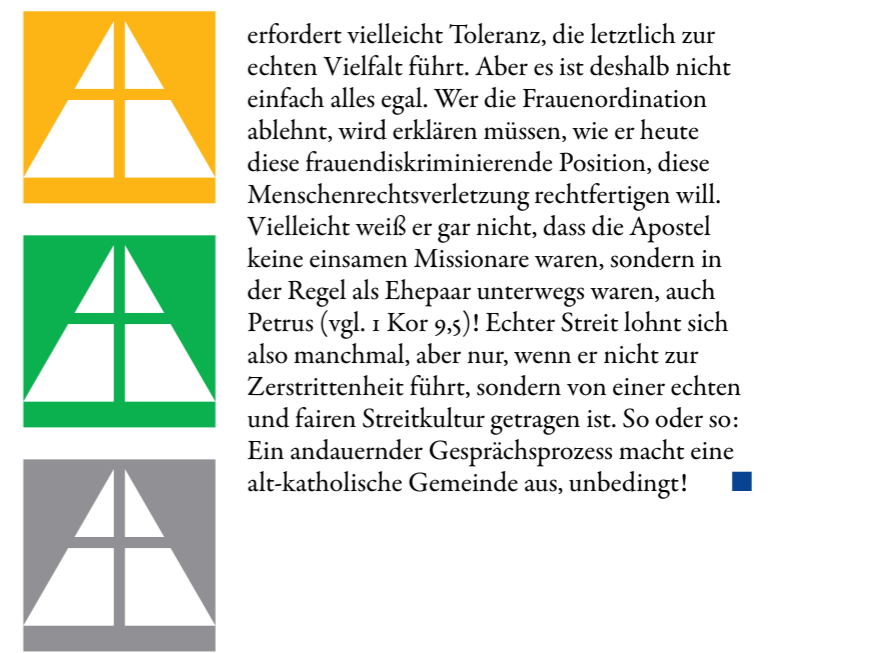 erfordert vielleicht Toleranz, die letztlich zur
echten Vielfalt führt. Aber es ist deshalb nicht
einfach alles egal. Wer die Frauenordination
ablehnt, wird erklären müssen, wie er heute
diese frauendiskriminierende Position, diese
Menschenrechtsverletzung rechtfertigen will.
Vielleicht weiß er gar nicht, dass die Apostel
keine einsamen Missionare waren, sondern in
der Regel als Ehepaar unterwegs waren, auch
Petrus (vgl. 1 Kor 9,5)! Echter Streit lohnt sich
also manchmal, aber nur, wenn er nicht zur
Zerstrittenheit führt, sondern von einer echten
und fairen Streitkultur getragen ist. So oder so:
Ein andauernder Gesprächsprozess macht eine
alt-katholische Gemeinde aus, unbedingt!